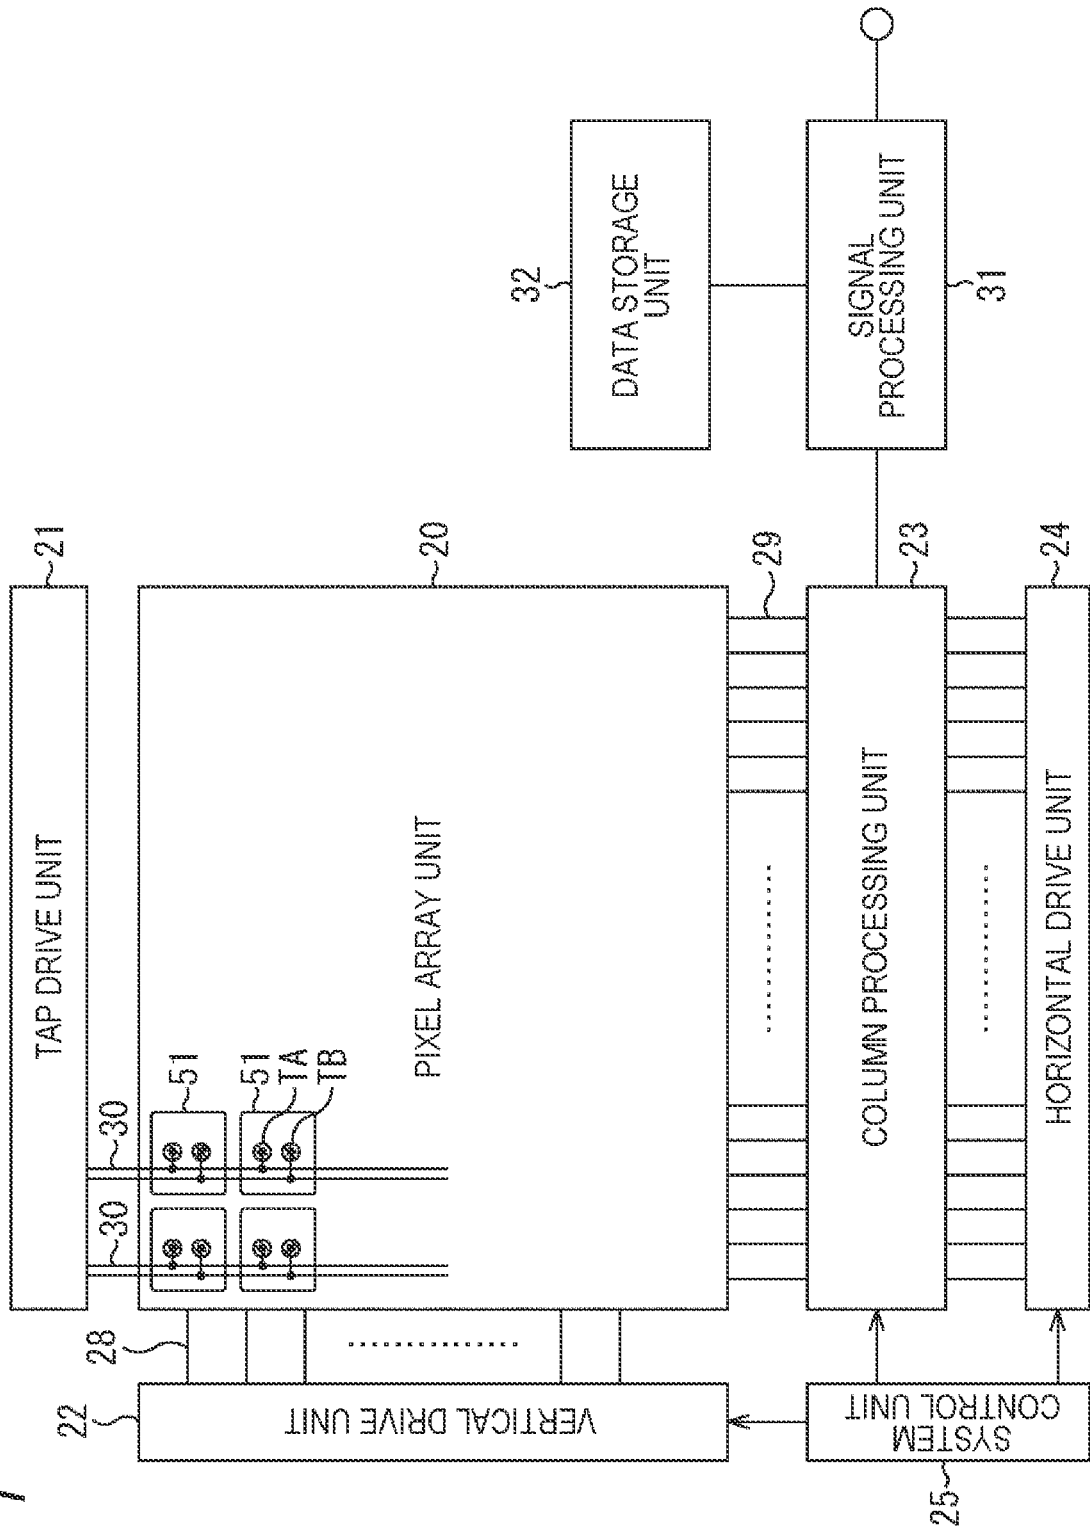 21
TAP DRIVE UNIT
30
30
51
51
TA
TB
20
PIXEL ARRAY UNIT
28
22
VERTICAL DRIVE UNIT
29
32
DATA STORAGE
UNIT
23
COLUMN PROCESSING UNIT
SIGNAL
PROCESSING UNIT
31
24
HORIZONTAL DRIVE UNIT
SYSTEM
CONTROL UNIT
25